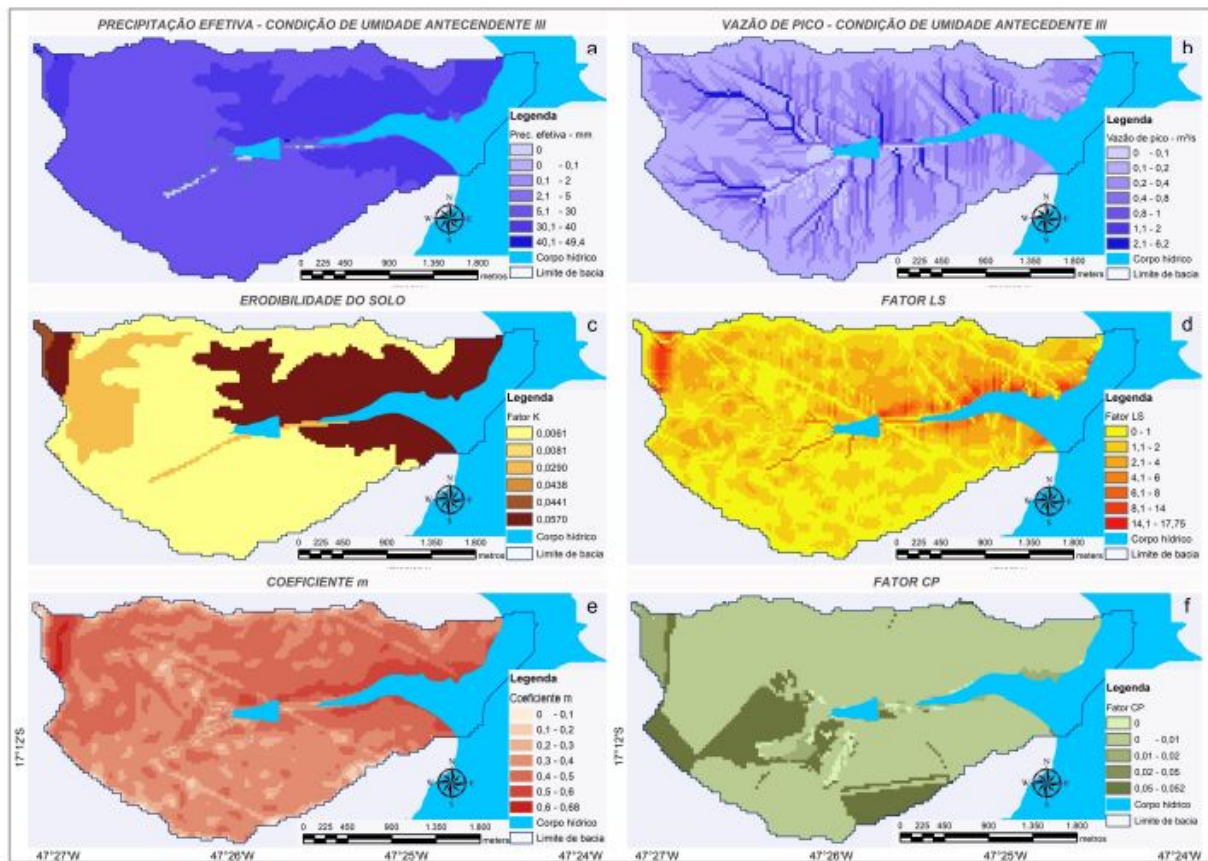 PRECIPITAÇÃO EFETIVA - CONDIÇÃO DE UMIDADE ANTECENDENTE III
a
Legenda
Prec. efetiva - mm
0
0 - 0,1
0,1 - 2
2,1 - 5
5,1 - 30
30,1 - 40
40,1 - 49,4
Corpo hídrico
Limite de bacia
N
W E
S
0 225 450 900 1.350 1.800
metros
VAZÃO DE PICO - CONDIÇÃO DE UMIDADE ANTECEDENTE III
b
Legenda
Vazão de pico - m³/s
0 - 0,1
0,1 - 0,2
0,2 - 0,4
0,4 - 0,8
0,8 - 1
1,1 - 2
2,1 - 6,2
Corpo hídrico
Limite de bacia
N
W E
S
0 225 450 900 1.350 1.800
meters
ERODIBILIDADE DO SOLO
c
Legenda
Fator K
0,0061
0,0081
0,0290
0,0438
0,0441
0,0570
Corpo hídrico
Limite de bacia
N
W E
S
0 225 450 900 1.350 1.800
metros
FATOR LS
d
Legenda
Fator LS
0 - 1
1,1 - 2
2,1 - 4
4,1 - 6
6,1 - 8
8,1 - 14
14,1 - 17,75
Corpo hídrico
Limite de bacia
N
W E
S
0 225 450 900 1.350 1.800
meters
COEFICIENTE m
e
Legenda
Coeficiente m
0 - 0,1
0,1 - 0,2
0,2 - 0,3
0,3 - 0,4
0,4 - 0,5
0,5 - 0,6
0,6 - 0,68
Corpo hídrico
Limite de bacia
N
W E
S
0 225 450 900 1.350 1.800
metros
17°12'S
47°27'W 47°26'W 47°25'W 47°24'W
FATOR CP
f
Legenda
Fator CP
0
0 - 0,01
0,01 - 0,02
0,02 - 0,05
0,05 - 0,052
Corpo hídrico
Limite de bacia
N
W E
S
0 225 450 900 1.350 1.800
metros
17°12'S
47°27'W 47°26'W 47°25'W 47°24'W